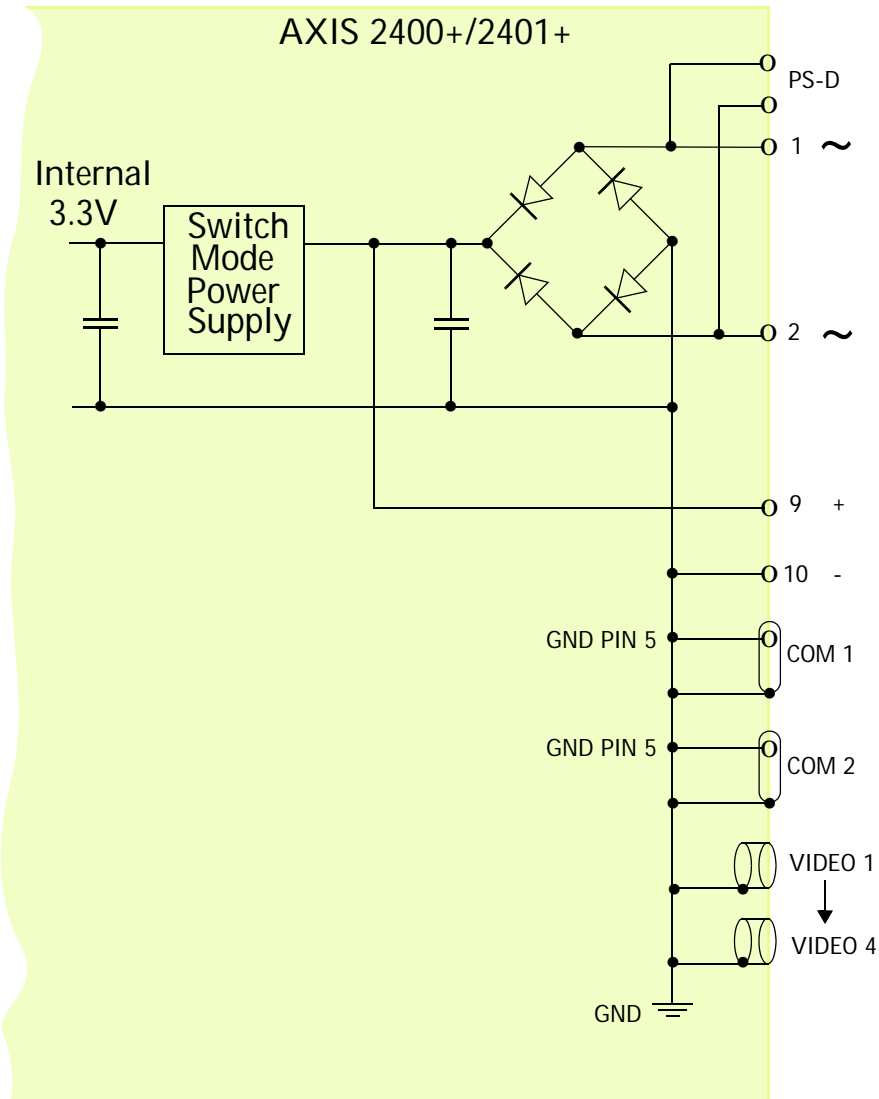 AXIS 2400+/2401+
PS-D
1 ~
Internal
3.3V
Switch
Mode
Power
Supply
2 ~
9 +
10 -
GND PIN 5
COM 1
GND PIN 5
COM 2
VIDEO 1
VIDEO 4
GND